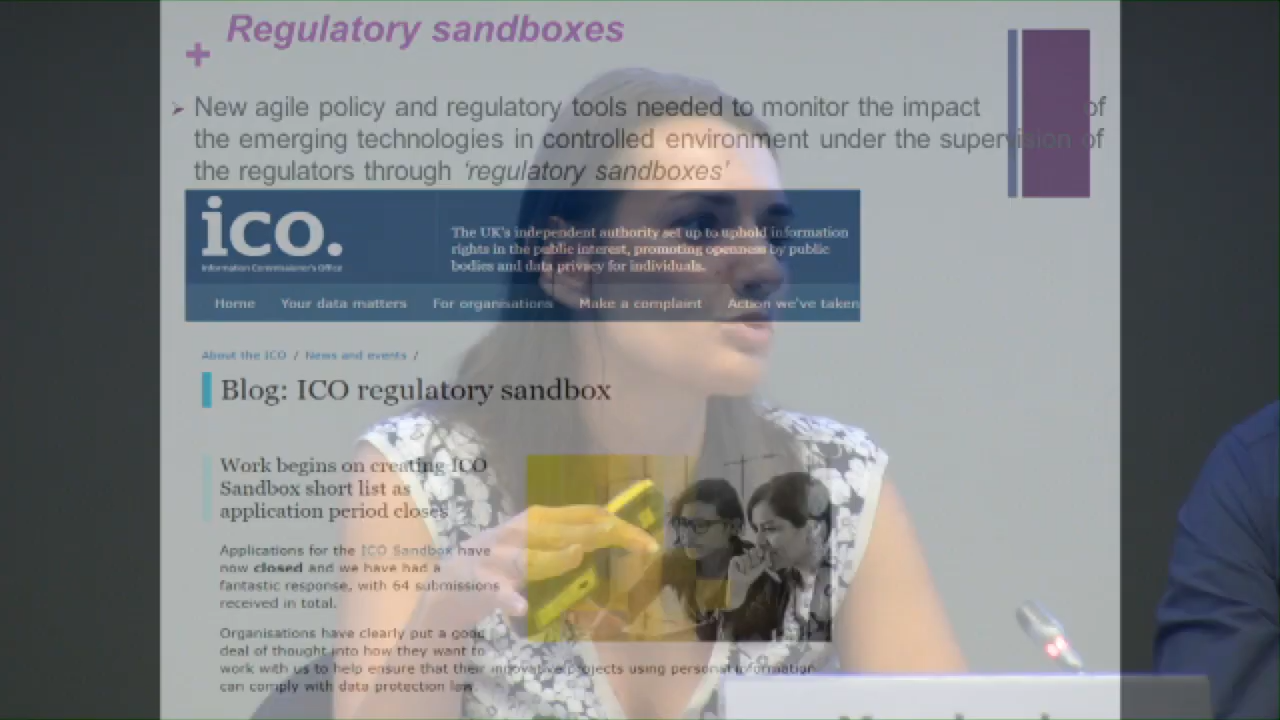 Regulatory sandboxes
New agile policy and regulatory tools needed to monitor the impact of
the emerging technologies in controlled environment under the supervision of
the regulators through ‘regulatory sandboxes’
ico.
Information Commissioner's Office
The UK's independent authority set up to uphold information
rights in the public interest, promoting openness by public
bodies and data privacy for individuals.
Home Your data matters For organisations Make a complaint Action we've taken
About the ICO / News and events /
Blog: ICO regulatory sandbox
Work begins on creating ICO
Sandbox short list as
application period closes
Applications for the ICO Sandbox have
now closed and we have had a
fantastic response, with 64 submissions
received in total.
Organisations have clearly put a good
deal of thought into how they want to
work with us to help ensure that their innovative projects using personal information
can comply with data protection law.